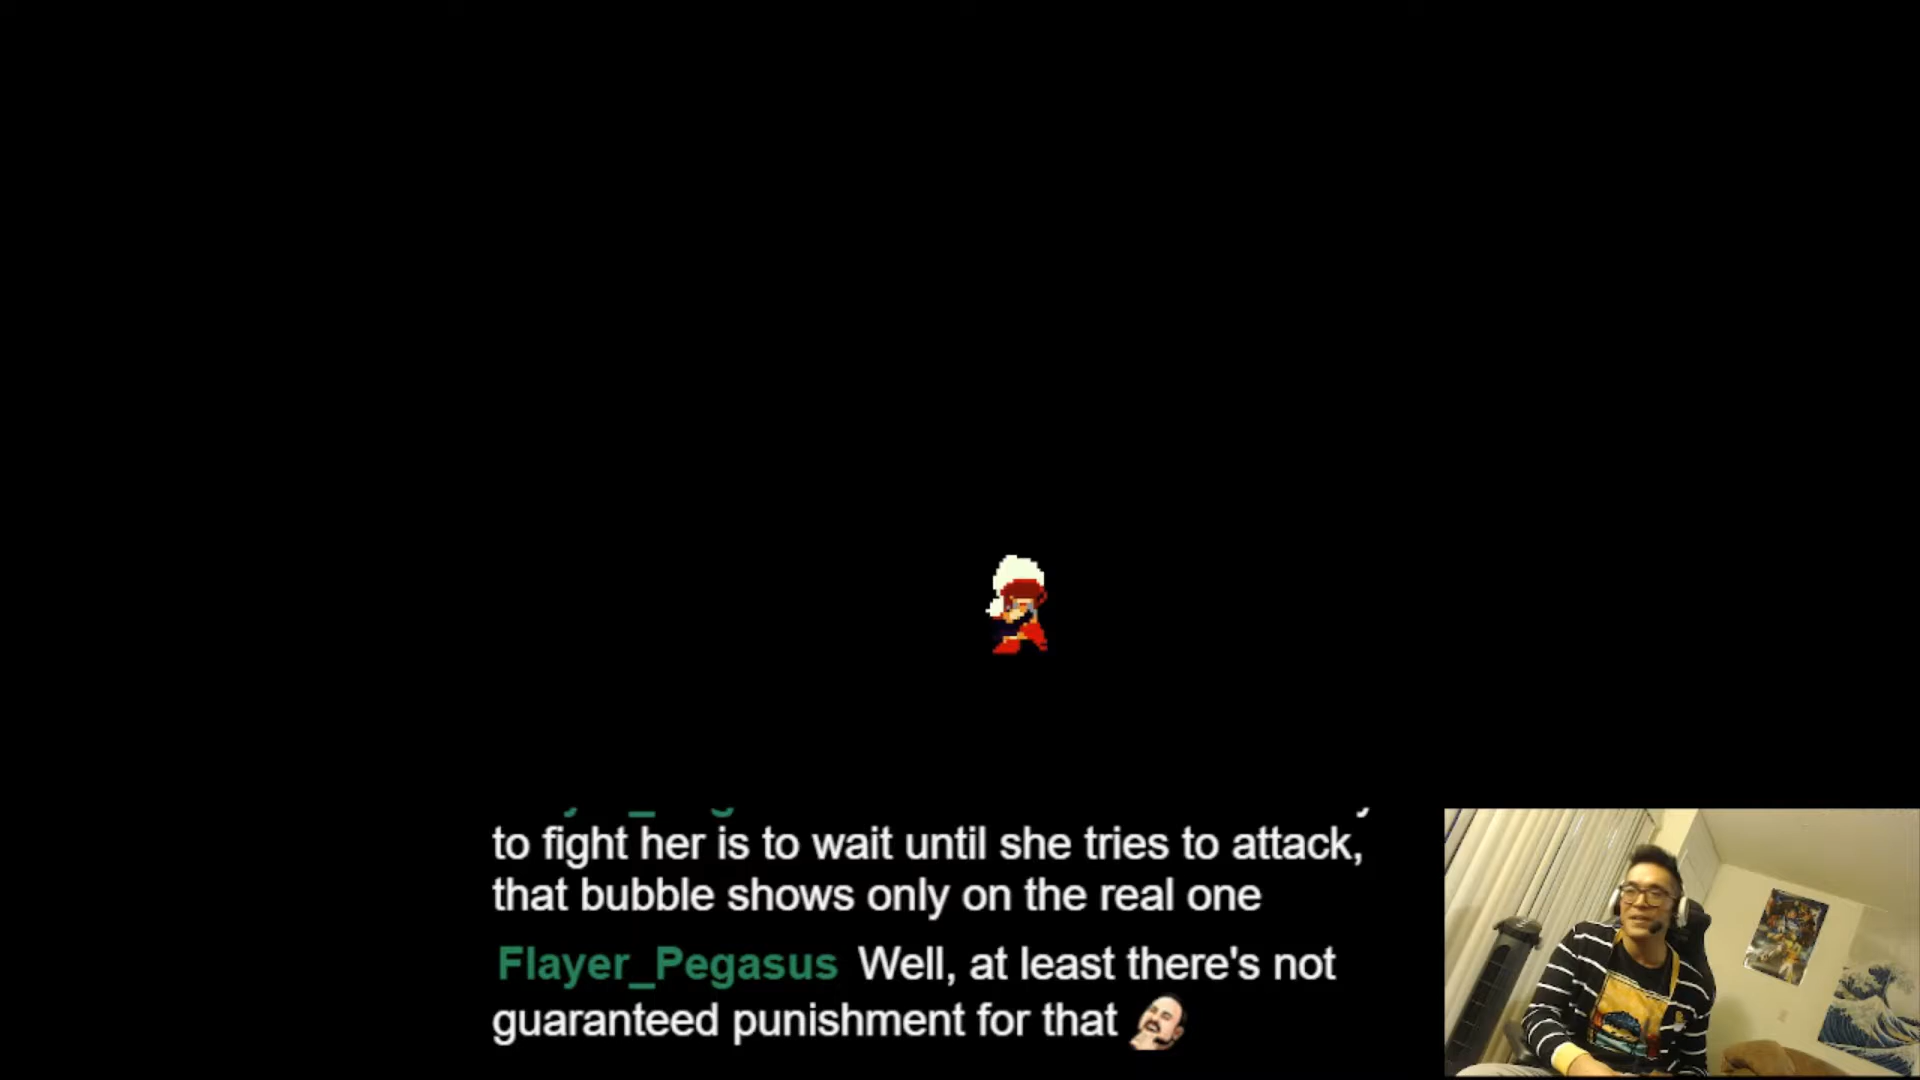 to fight her is to wait until she tries to attack,
that bubble shows only on the real one
Flayer_Pegasus Well, at least there's not
guaranteed punishment for that